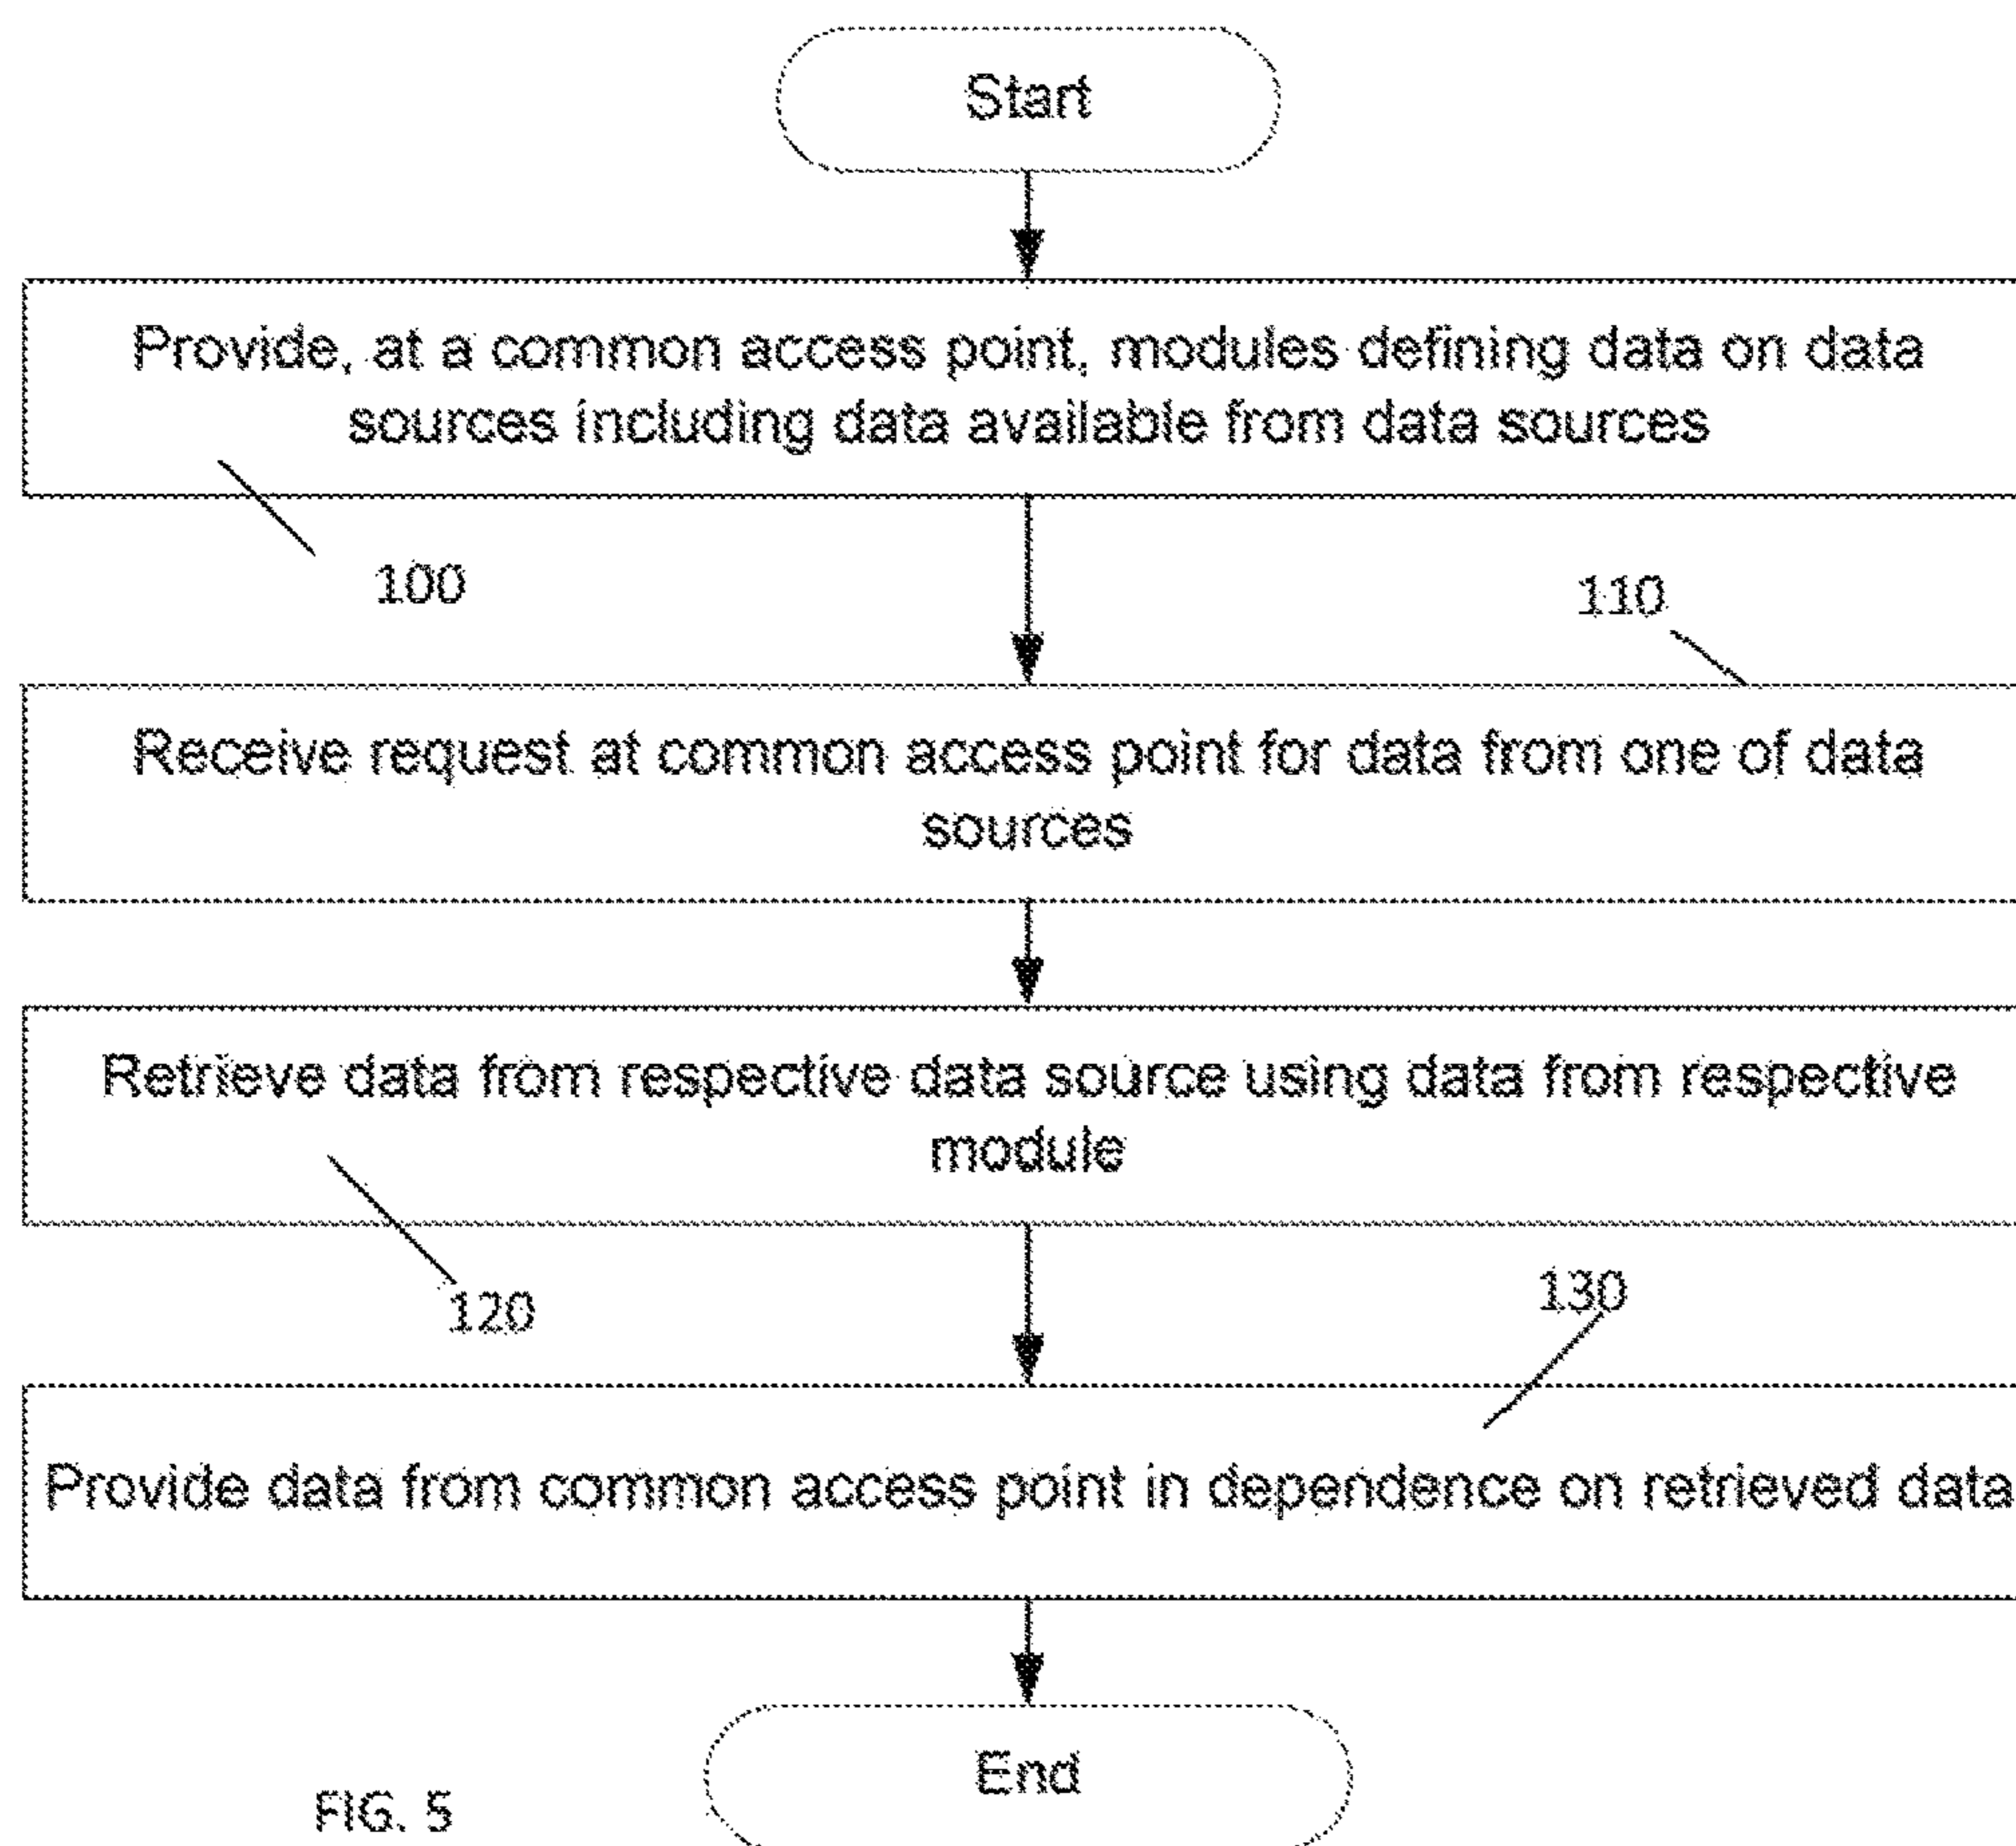 Start
Provide, at a common access point, modules defining data on data
sources including data available from data sources
100
110
Receive request at common access point for data from one of data
sources
Retrieve data from respective data source using data from respective
module
120
130
Provide data from common access point in dependence on retrieved data
End
FIG. 5